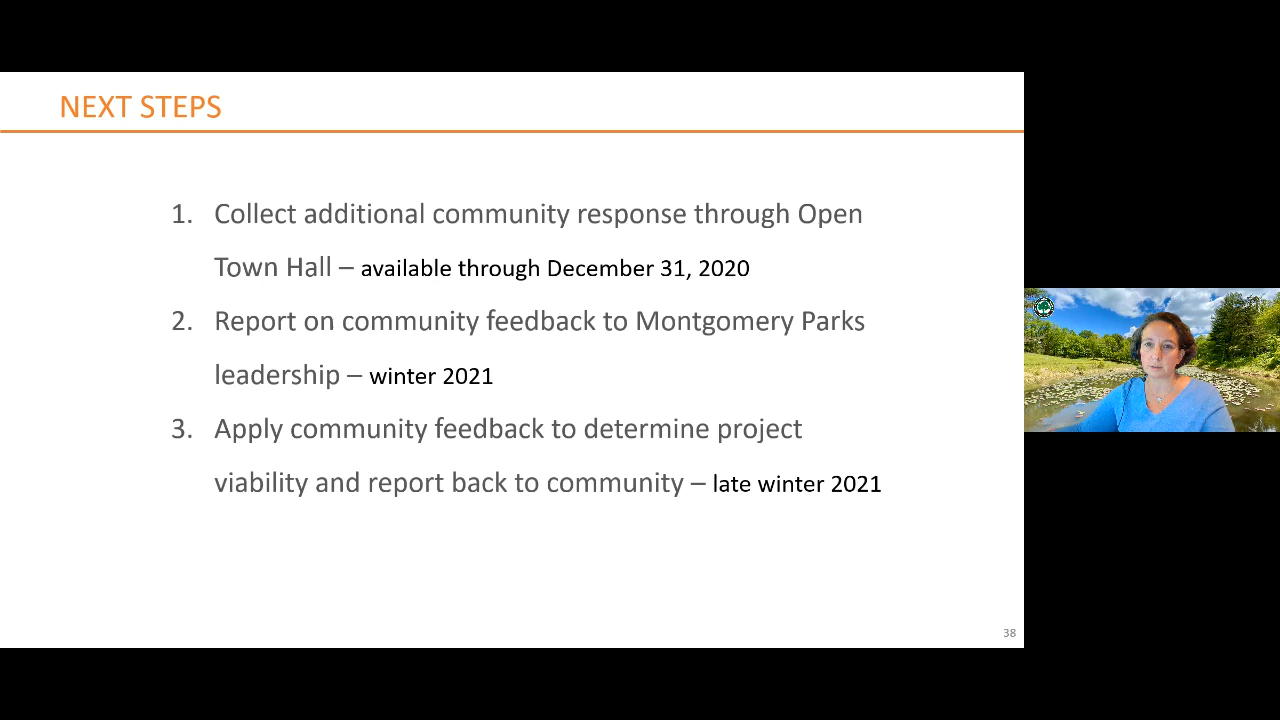 NEXT STEPS
1. Collect additional community response through Open
Town Hall – available through December 31, 2020
2. Report on community feedback to Montgomery Parks
leadership – winter 2021
3. Apply community feedback to determine project
viability and report back to community – late winter 2021
38